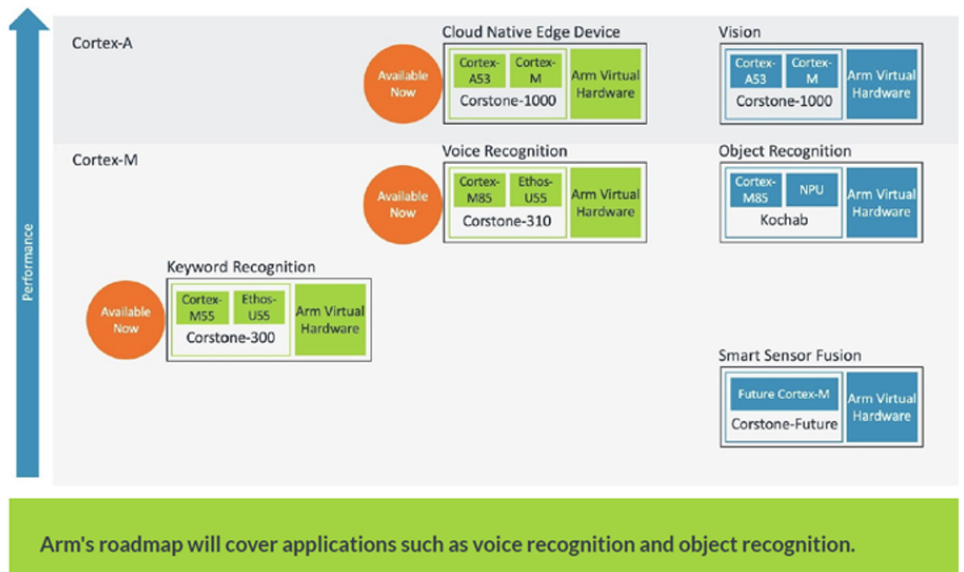 Performance
Cortex-A
Cloud Native Edge Device
Available
Now
Cortex-
A53
Cortex-
M
Corstone-1000
Arm Virtual
Hardware
Vision
Cortex-
A53
Cortex-
M
Corstone-1000
Arm Virtual
Hardware
Cortex-M
Voice Recognition
Available
Now
Cortex-
M85
Ethos-
U55
Corstone-310
Arm Virtual
Hardware
Object Recognition
Cortex-
M85
NPU
Kochab
Arm Virtual
Hardware
Keyword Recognition
Available
Now
Cortex-
M55
Ethos-
U55
Corstone-300
Arm Virtual
Hardware
Smart Sensor Fusion
Future Cortex-M
Corstone-Future
Arm Virtual
Hardware
Arm's roadmap will cover applications such as voice recognition and object recognition.